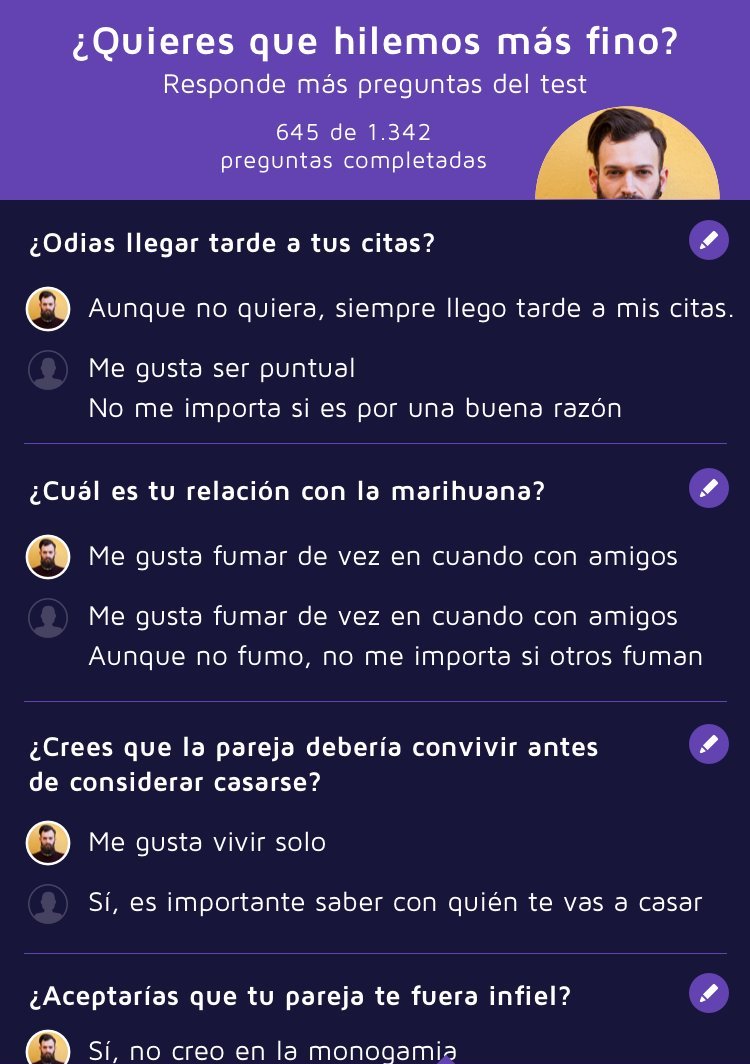 ¿Quieres que hilemos más fino?
Responde más preguntas del test
645 de 1.342
preguntas completadas
¿Odias llegar tarde a tus citas?
Aunque no quiera, siempre llego tarde a mis citas.
Me gusta ser puntual
No me importa si es por una buena razón
¿Cuál es tu relación con la marihuana?
Me gusta fumar de vez en cuando con amigos
Me gusta fumar de vez en cuando con amigos
Aunque no fumo, no me importa si otros fuman
¿Crees que la pareja debería convivir antes
de considerar casarse?
Me gusta vivir solo
Sí, es importante saber con quién te vas a casar
¿Aceptarías que tu pareja te fuera infiel?
Sí, no creo en la monogamia